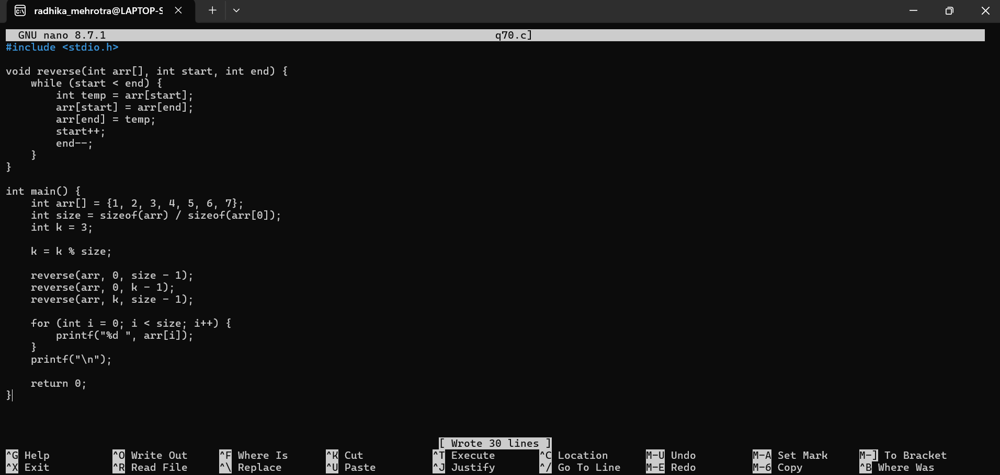 radhika_mehrotra@LAPTOP-S
GNU nano 8.7.1 q70.c]
#include <stdio.h>

void reverse(int arr[], int start, int end) {
    while (start < end) {
        int temp = arr[start];
        arr[start] = arr[end];
        arr[end] = temp;
        start++;
        end--;
    }
}

int main() {
    int arr[] = {1, 2, 3, 4, 5, 6, 7};
    int size = sizeof(arr) / sizeof(arr[0]);
    int k = 3;

    k = k % size;

    reverse(arr, 0, size - 1);
    reverse(arr, 0, k - 1);
    reverse(arr, k, size - 1);

    for (int i = 0; i < size; i++) {
        printf("%d ", arr[i]);
    }
    printf("\n");

    return 0;
}
[ Wrote 30 lines ]
^G Help ^O Write Out ^F Where Is ^K Cut ^T Execute ^C Location M-U Undo M-A Set Mark M-] To Bracket
^X Exit ^R Read File ^\ Replace ^U Paste ^J Justify ^/ Go To Line M-E Redo M-6 Copy ^B Where Was